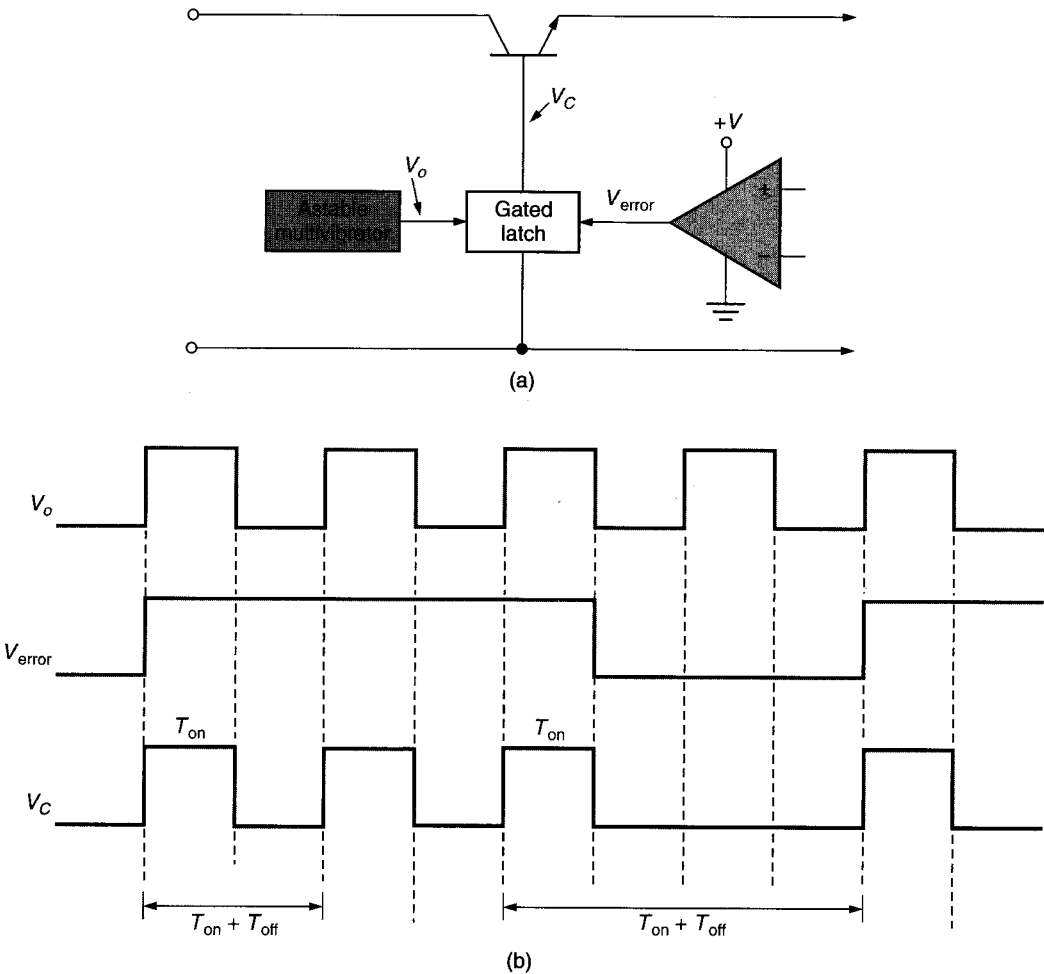 V_C
+V
V_o
V_error
Astable
multivibrator
Gated
latch
+
−
(a)
V_o
V_error
T_on
T_on
V_C
T_on + T_off
T_on + T_off
(b)